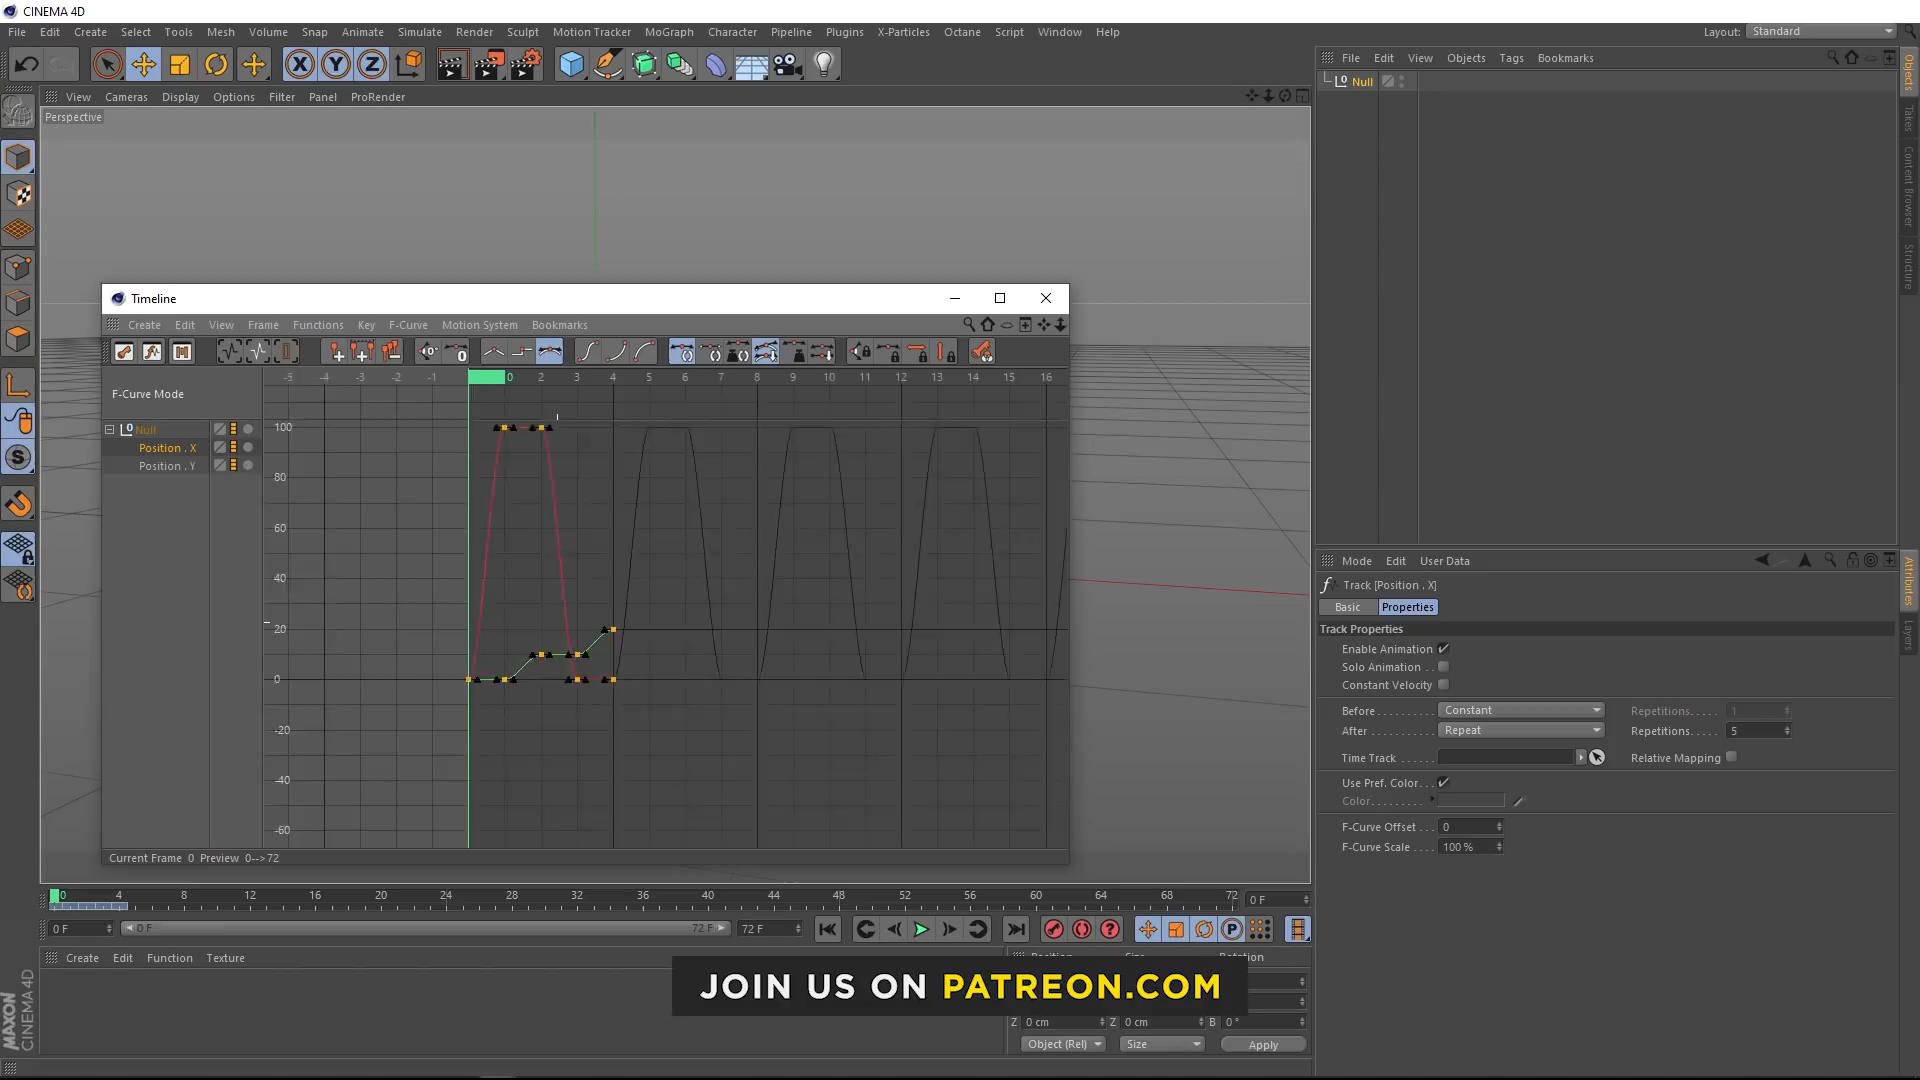 CINEMA 4D
File Edit Create Select Tools Mesh Volume Snap Animate Simulate Render Sculpt Motion Tracker MoGraph Character Pipeline Plugins X-Particles Octane Script Window Help
Layout: Standard
View Cameras Display Options Filter Panel ProRender
Perspective
File Edit View Objects Tags Bookmarks
Null
Objects
Takes
Content Browser
Structure
Timeline
Create Edit View Frame Functions Key F-Curve Motion System Bookmarks
F-Curve Mode
-5 -4 -3 -2 -1 0 2 3 4 5 6 7 8 9 10 11 12 13 14 15 16
Null
Position . X
Position . Y
100
80
60
40
20
0
-20
-40
-60
Current Frame 0 Preview 0-->72
Mode Edit User Data
Track [Position . X]
Basic Properties
Track Properties
Enable Animation
Solo Animation . .
Constant Velocity
Before . . . . . . . . . Constant Repetitions. . . . . 1
After . . . . . . . . . . Repeat Repetitions. . . . . 5
Time Track . . . . . . Relative Mapping
Use Pref. Color. . .
Color. . . . . . . . . .
F-Curve Offset . . . 0
F-Curve Scale . . . . 100 %
Attributes
Layers
0 4 8 12 16 20 24 28 32 36 40 44 48 52 56 60 64 68 72 0 F
0 F 0 F 72 F 72 F
Create Edit Function Texture
JOIN US ON PATREON.COM
Z 0 cm Z 0 cm B 0 °
Object (Rel) Size Apply
MAXON
CINEMA 4D